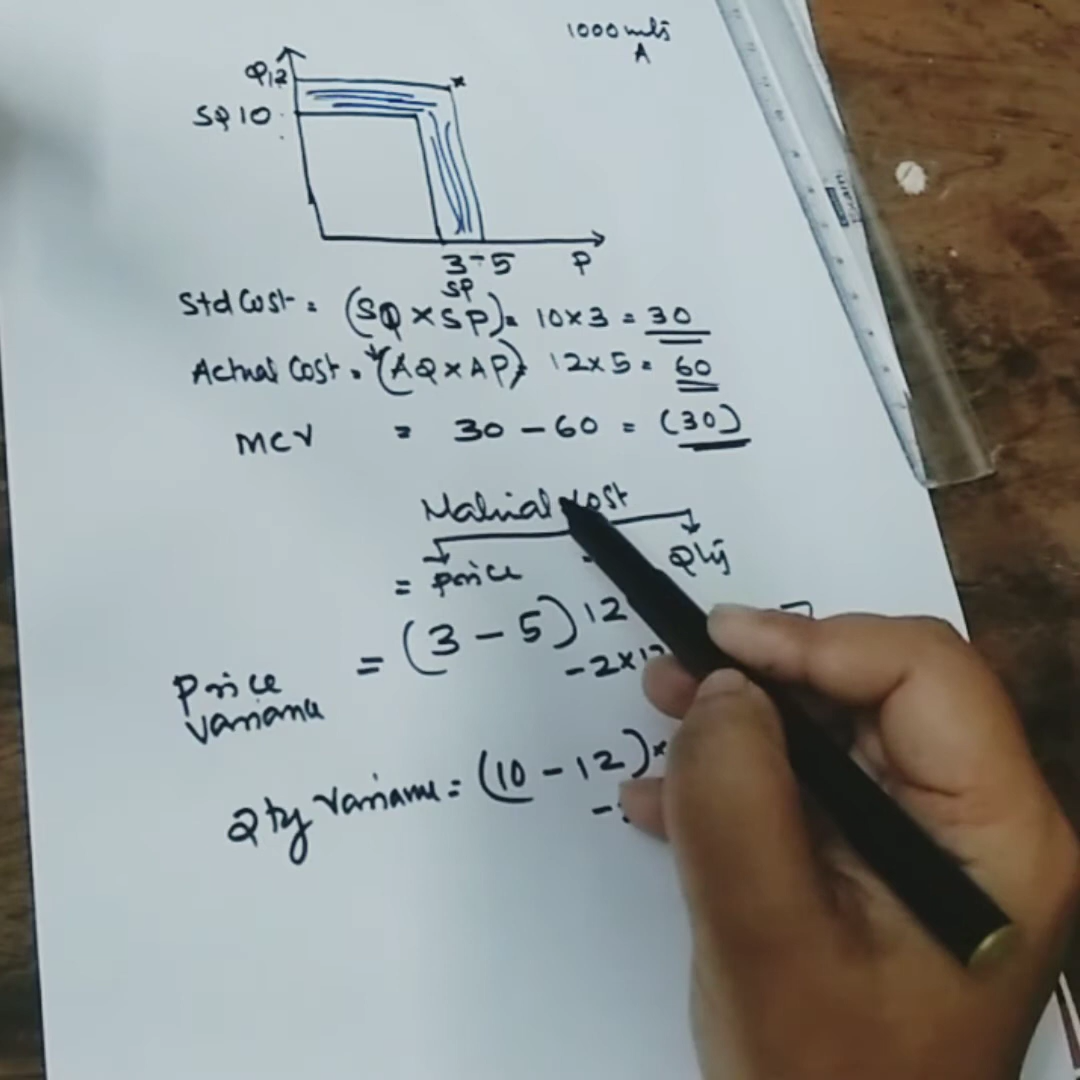 1000 mls
A
Q12
SQ 10
3-5 P
SP
Std Cost = (SQ X SP) = 10 x 3 = 30
Actual Cost = (AQ x AP) = 12 x 5 = 60
MCV = 30 - 60 = (30)
Material Cost
= Price Qty
Price Variance = (3 - 5) 12
-2 x 12
Qty Variance = (10 - 12) x